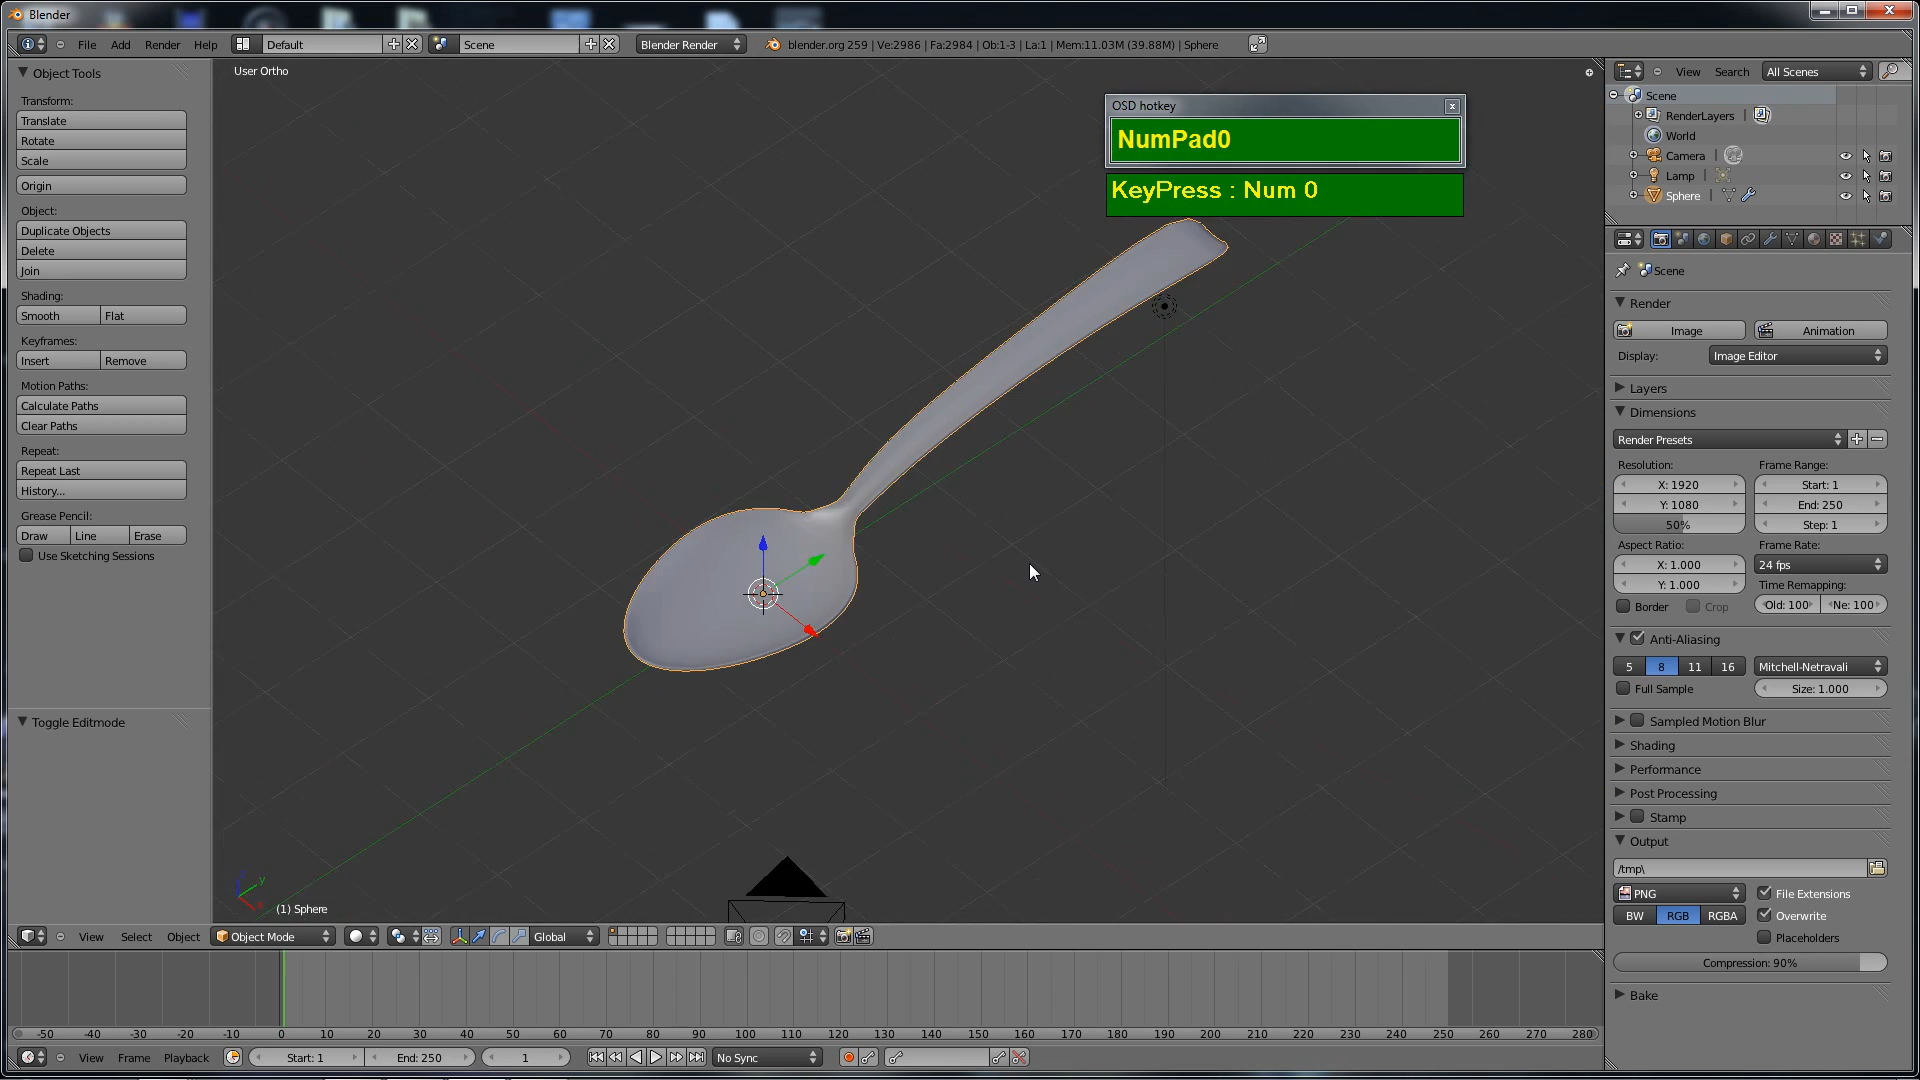 Blender
File Add Render Help Default Scene Blender Render blender.org 259 | Ve:2986 | Fa:2984 | Ob:1-3 | La:1 | Mem:11.03M (39.88M) | Sphere
Object Tools
Transform:
Translate
Rotate
Scale
Origin
Object:
Duplicate Objects
Delete
Join
Shading:
Smooth Flat
Keyframes:
Insert Remove
Motion Paths:
Calculate Paths
Clear Paths
Repeat:
Repeat Last
History...
Grease Pencil:
Draw Line Erase
Use Sketching Sessions
Toggle Editmode
User Ortho
OSD hotkey
NumPad0
KeyPress : Num 0
(1) Sphere
View Select Object Object Mode Global
-50 -40 -30 -20 -10 0 10 20 30 40 50 60 70 80 90 100 110 120 130 140 150 160 170 180 190 200 210 220 230 240 250 260 270 280
View Frame Playback Start: 1 End: 250 1 No Sync
View Search All Scenes
Scene
RenderLayers
World
Camera
Lamp
Sphere
Scene
Render
Image Animation
Display: Image Editor
Layers
Dimensions
Render Presets
Resolution: Frame Range:
X: 1920 Start: 1
Y: 1080 End: 250
50% Step: 1
Aspect Ratio: Frame Rate:
X: 1.000 24 fps
Y: 1.000 Time Remapping:
Border Crop Old: 100 Ne: 100
Anti-Aliasing
5 8 11 16 Mitchell-Netravali
Full Sample Size: 1.000
Sampled Motion Blur
Shading
Performance
Post Processing
Stamp
Output
/tmp\
PNG File Extensions
BW RGB RGBA Overwrite
Placeholders
Compression: 90%
Bake